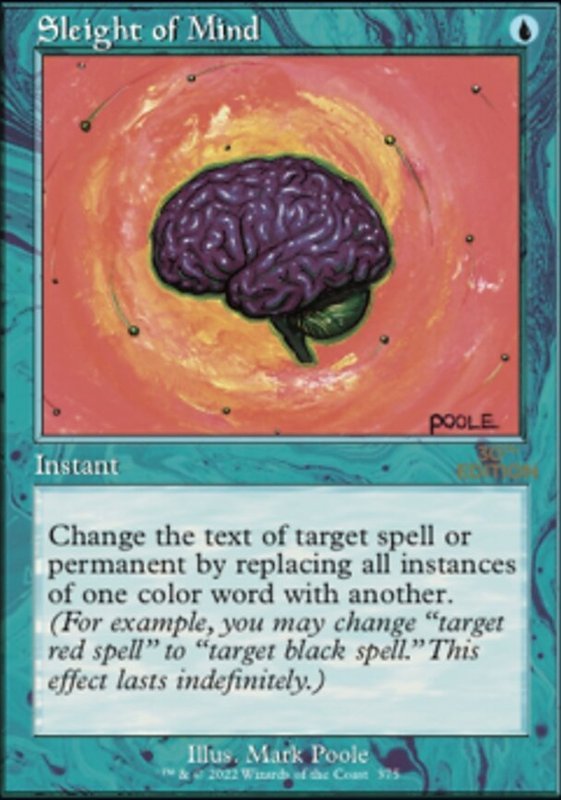 Sleight of Mind
POOLE
Instant
30TH
EDITION
Change the text of target spell or
permanent by replacing all instances
of one color word with another.
(For example, you may change “target
red spell” to “target black spell.” This
effect lasts indefinitely.)
Illus. Mark Poole
™ & © 2022 Wizards of the Coast 375